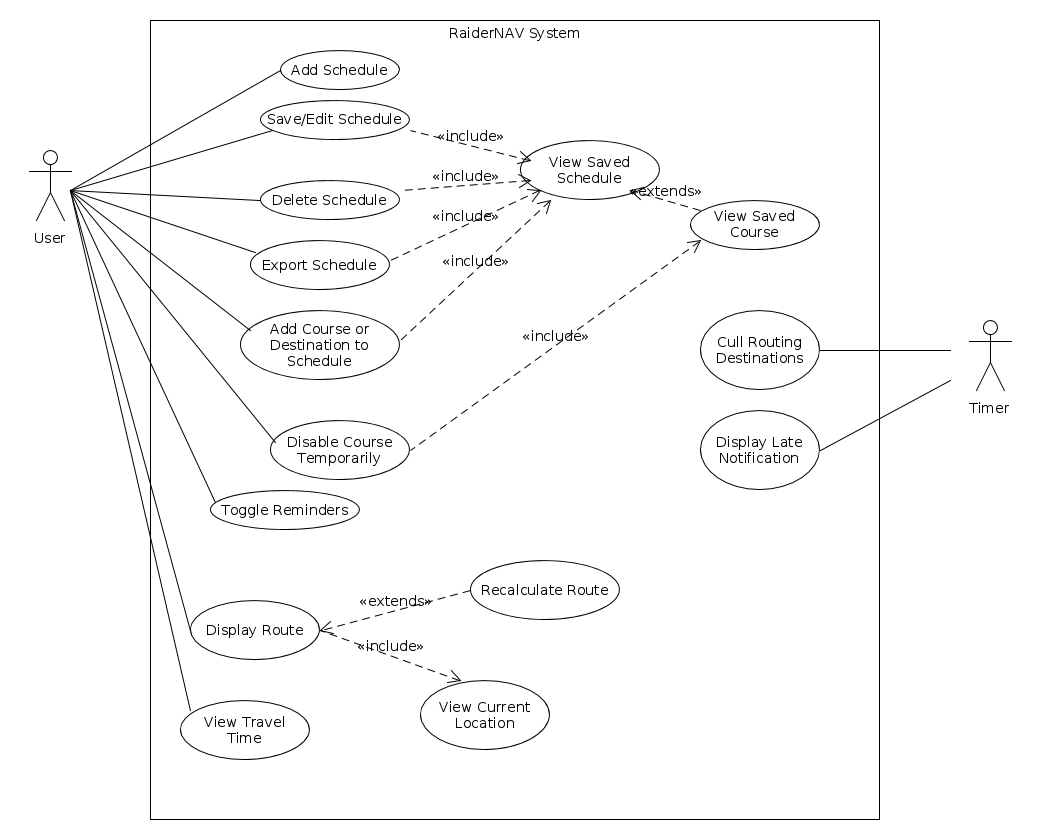 RaiderNAV System
Add Schedule
Save/Edit Schedule
«include»
View Saved
Schedule
«include»
Delete Schedule
«extends»
«include»
View Saved
Course
User
Export Schedule
«include»
Add Course or
Destination to
Schedule
«include»
Cull Routing
Destinations
Timer
Disable Course
Temporarily
Display Late
Notification
Toggle Reminders
Recalculate Route
«extends»
Display Route
«include»
View Current
Location
View Travel
Time